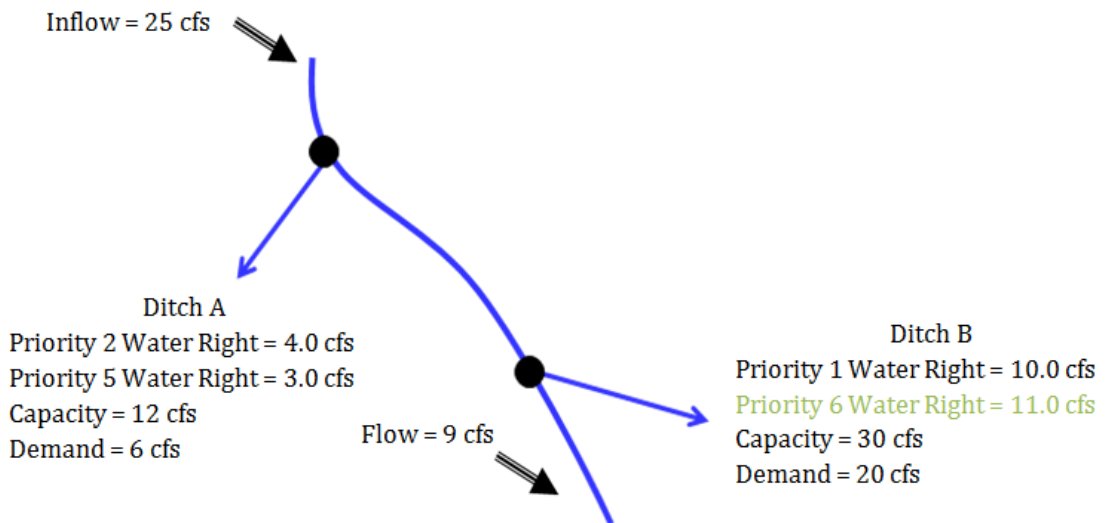 Inflow = 25 cfs
Ditch A
Priority 2 Water Right = 4.0 cfs
Priority 5 Water Right = 3.0 cfs
Capacity = 12 cfs
Demand = 6 cfs
Flow = 9 cfs
Ditch B
Priority 1 Water Right = 10.0 cfs
Priority 6 Water Right = 11.0 cfs
Capacity = 30 cfs
Demand = 20 cfs